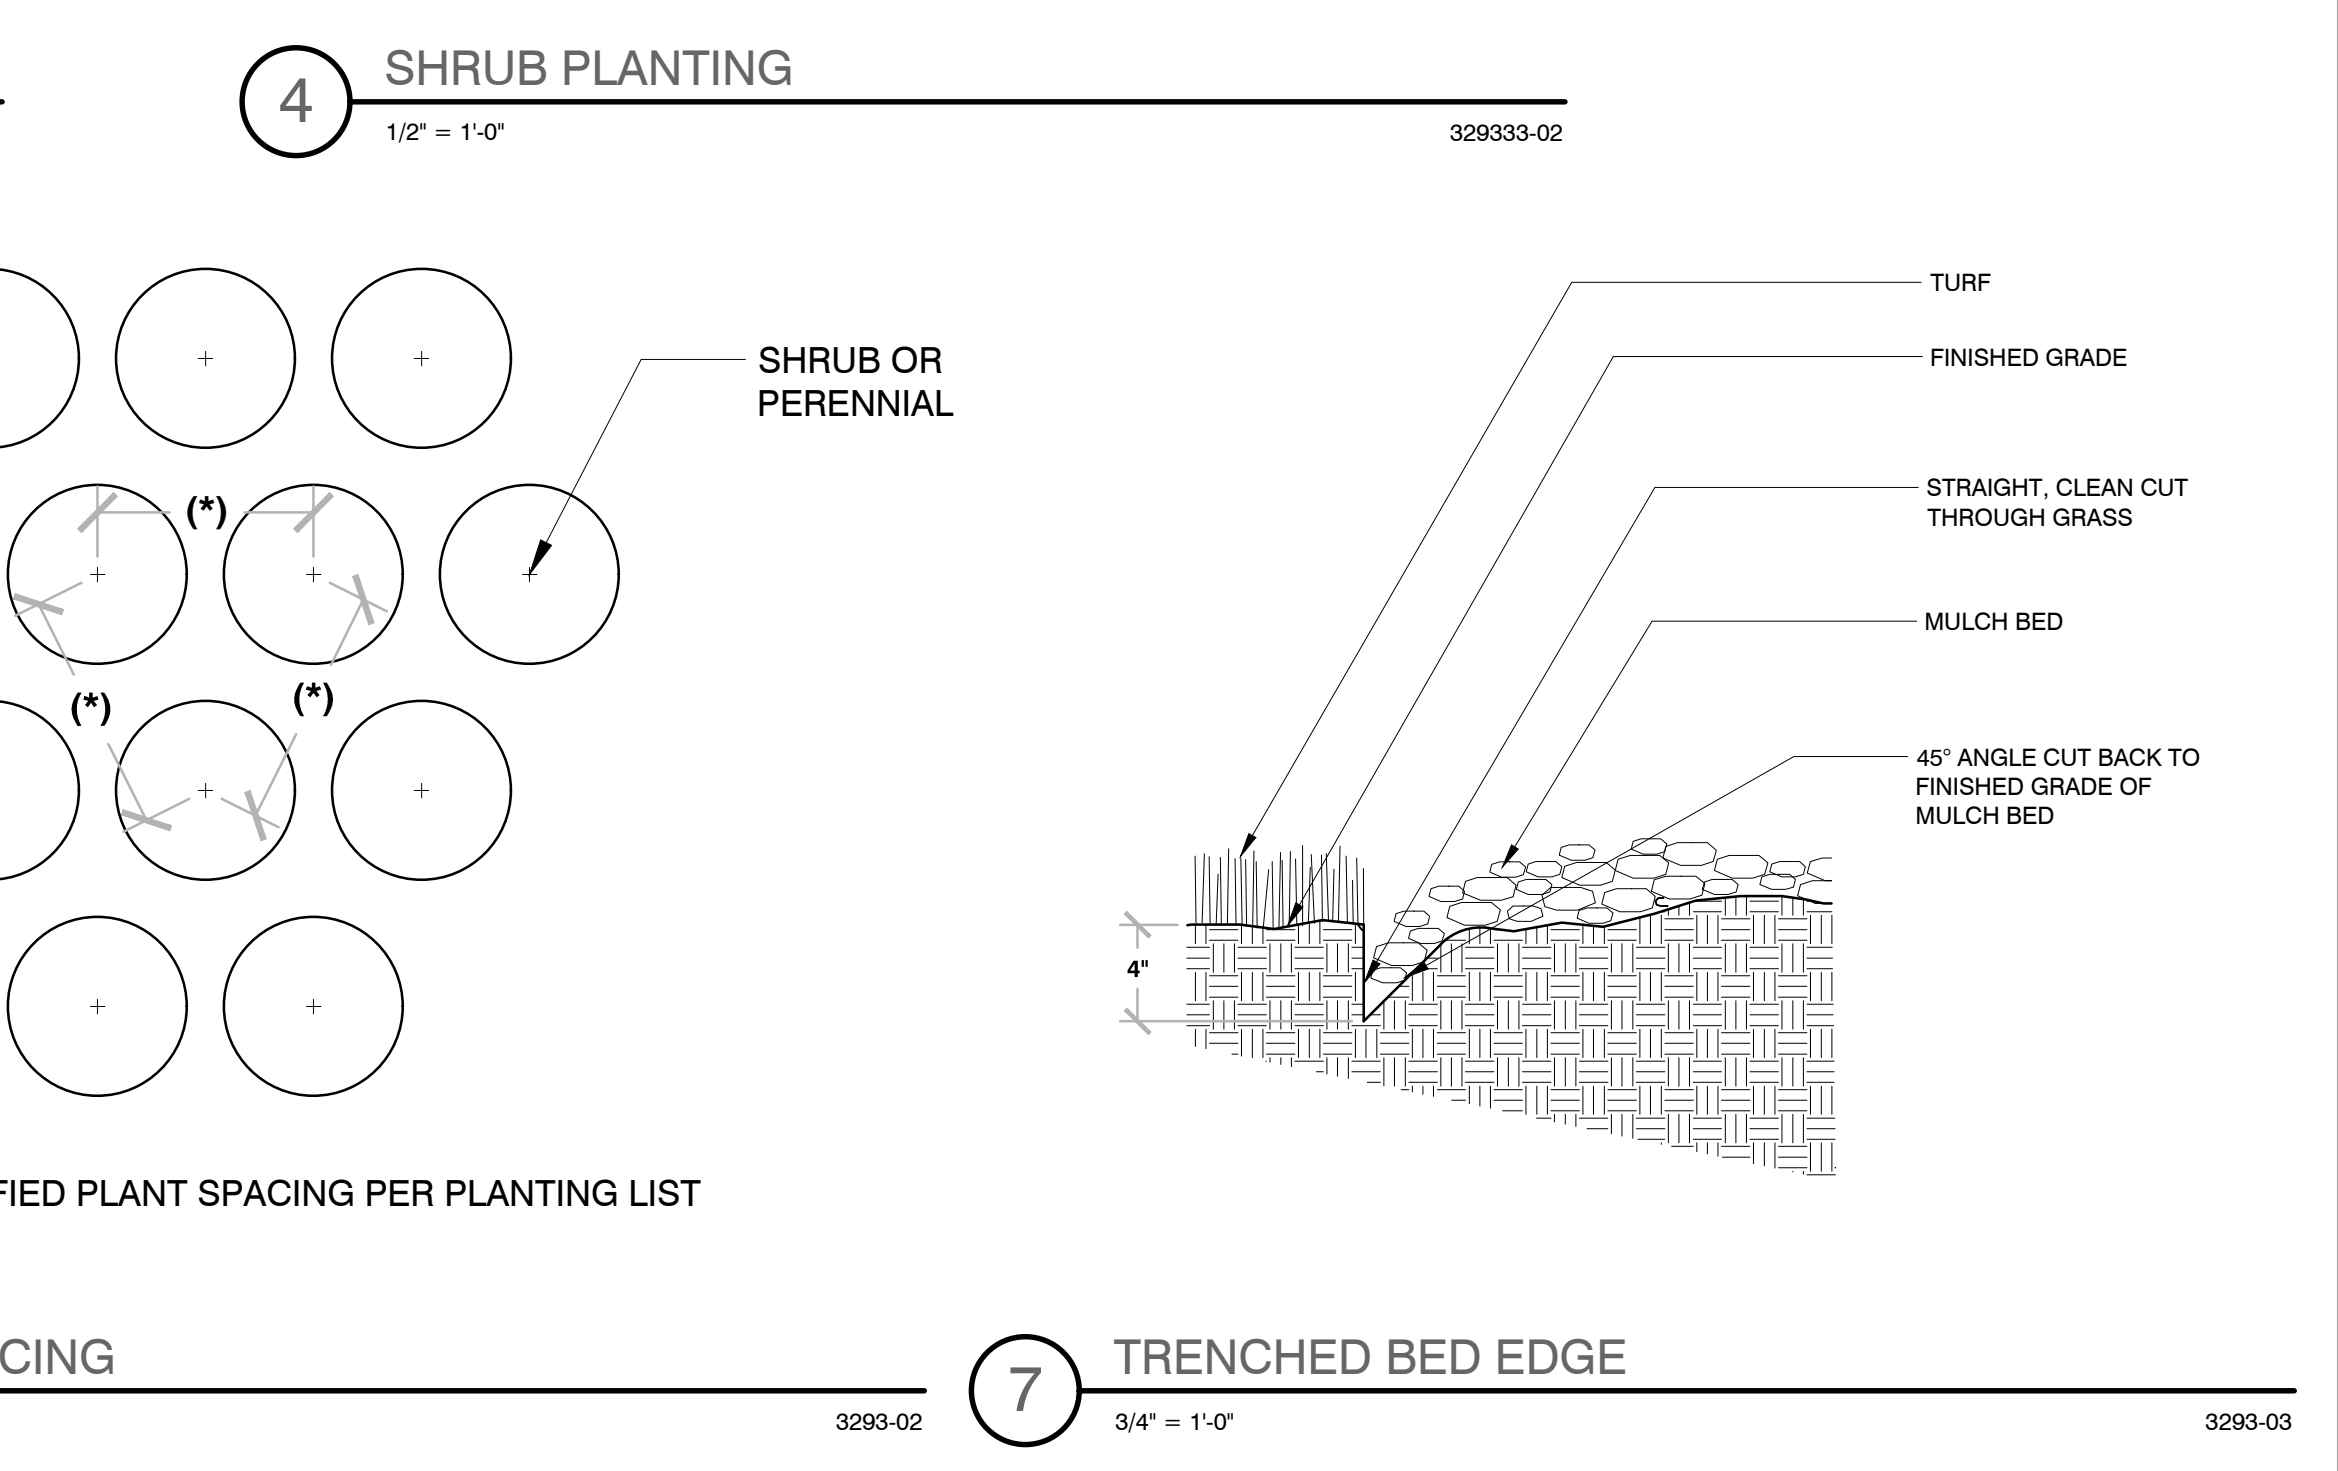 4
SHRUB PLANTING
1/2" = 1'-0"
329333-02
SHRUB OR
PERENNIAL
(*)
(*)
(*)
TURF
FINISHED GRADE
STRAIGHT, CLEAN CUT
THROUGH GRASS
MULCH BED
45° ANGLE CUT BACK TO
FINISHED GRADE OF
MULCH BED
4"
PLANT SPACING PER PLANTING LIST
3293-02
7
TRENCHED BED EDGE
3/4" = 1'-0"
3293-03